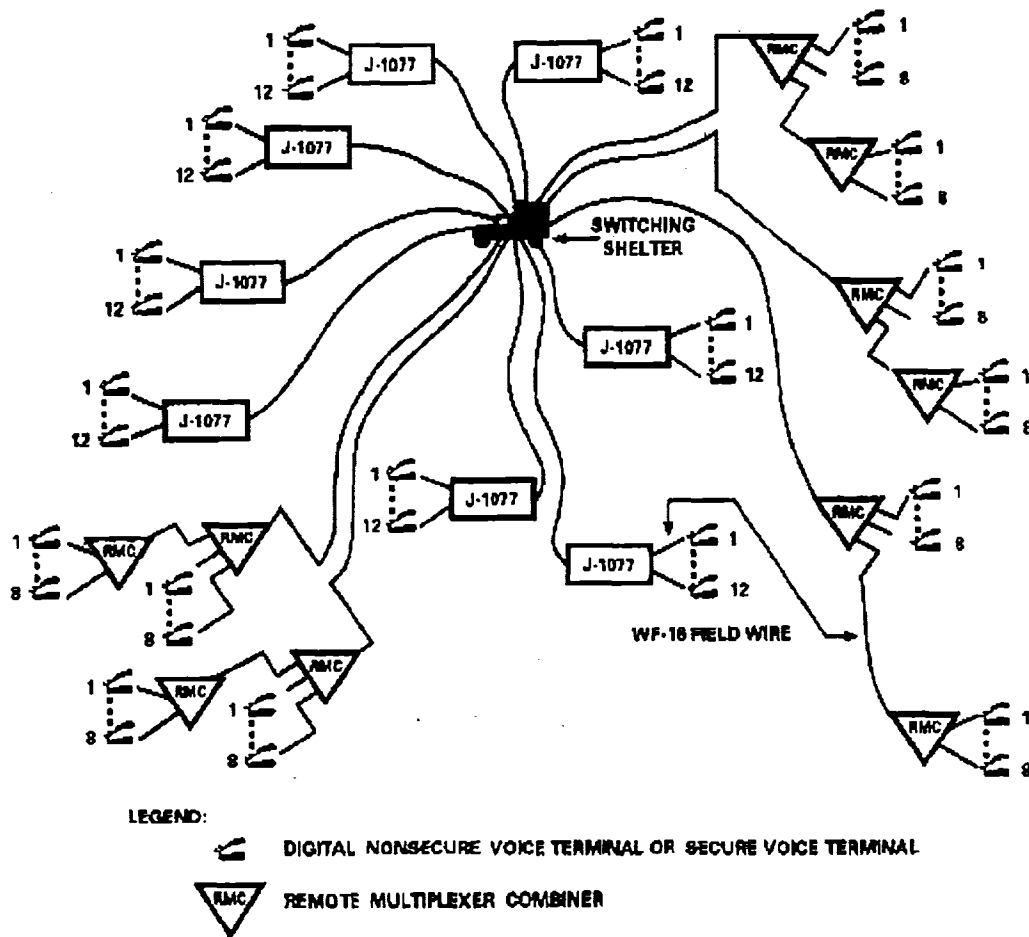 1
12
J-1077
J-1077
1
12
RMC
1
8
1
12
J-1077
RMC
1
8
SWITCHING
SHELTER
1
12
J-1077
RMC
1
8
J-1077
1
12
RMC
1
8
1
12
J-1077
1
12
J-1077
RMC
1
8
J-1077
1
12
WF-16 FIELD WIRE
1
8
RMC
RMC
1
8
1
8
RMC
RMC
1
8
RMC
1
8
LEGEND:
DIGITAL NONSECURE VOICE TERMINAL OR SECURE VOICE TERMINAL
RMC
REMOTE MULTIPLEXER COMBINER